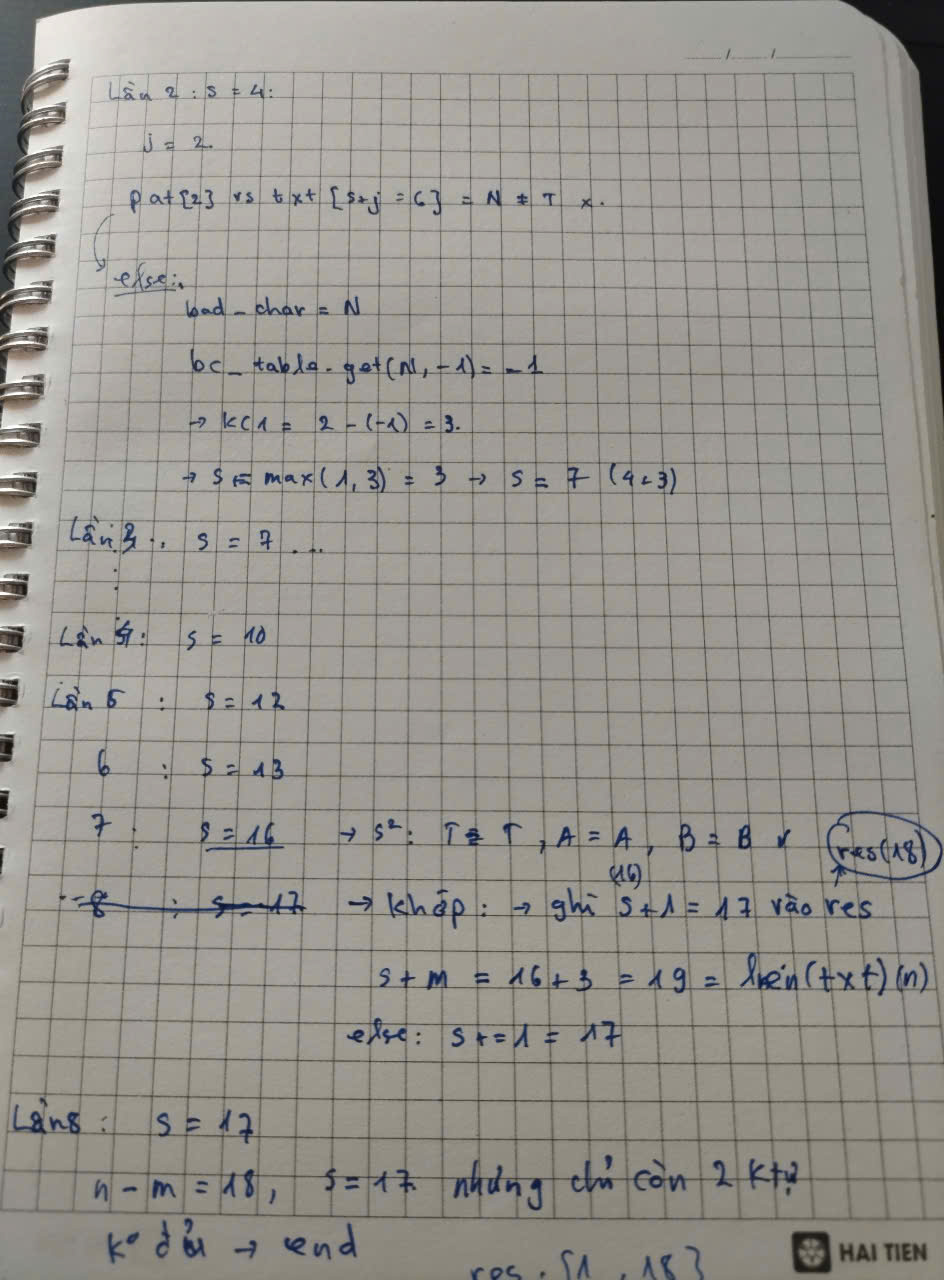 Lần 2 : s = 4:
j = 2.
pat[2] vs txt [s+j = 6] = N ≠ T ×.
else:
bad_char = N
bc_table.get(N, -1) = -1
→ KC1 = 2 - (-1) = 3.
→ s += max(1, 3) = 3 → s = 7 (4+3)
Lần 3 : s = 7 ...
Lần 4 : s = 10
Lần 5 : s = 12
6 : s = 13
7 : s = 16 → s²: T = T , A = A , B = B ✓ res(18)
(16)
8 : s = 17 → Khớp : → ghi s+1 = 17 vào res
s + m = 16 + 3 = 19 = len(txt)(n)
else: s += 1 = 17
Lần 8 : s = 17
n - m = 18, s = 17 nhưng chỉ còn 2 ktự
K° đủ → end
res . [1 , 18]
HAI TIEN